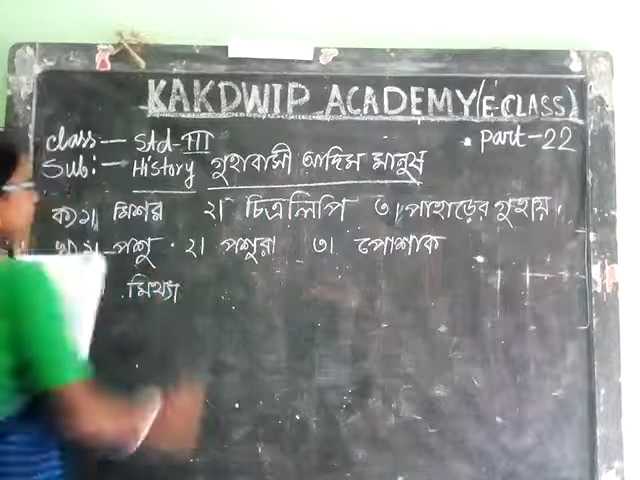 KAKDWIP ACADEMY (E-CLASS)
Class — Std - III
Part - 22
Sub: — History গুহাবাসী আদিম মানুষ
ক) ১। মিশর ২। চিত্রলিপি ৩। পাহাড়ের গুহায়।
খ) ১। পশু ২। পশুরা ৩। পোশাক
মিথ্যা